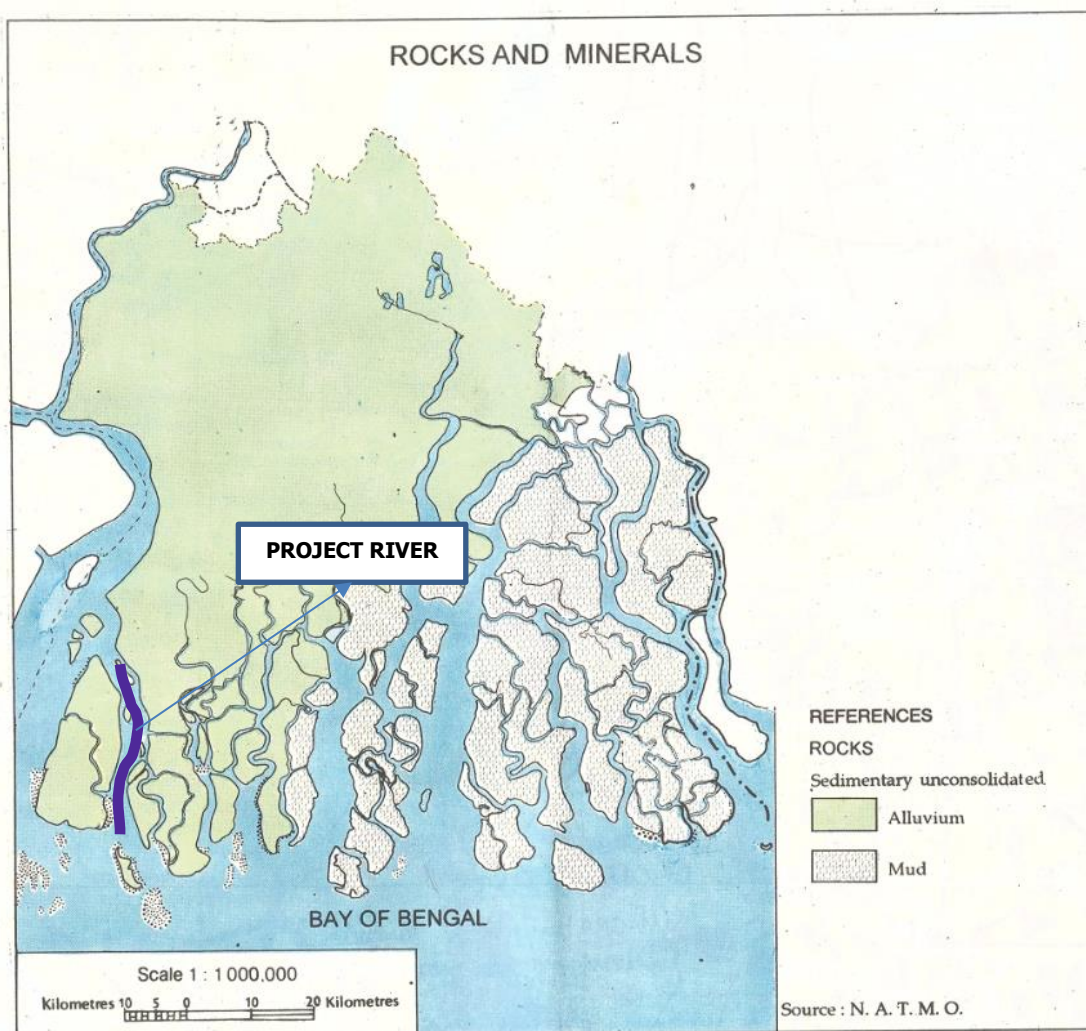 ROCKS AND MINERALS
PROJECT RIVER
REFERENCES
ROCKS
Sedimentary unconsolidated
Alluvium
Mud
BAY OF BENGAL
Scale 1 : 1 000,000
Kilometres 10 5 0 10 20 Kilometres
Source : N. A. T. M. O.